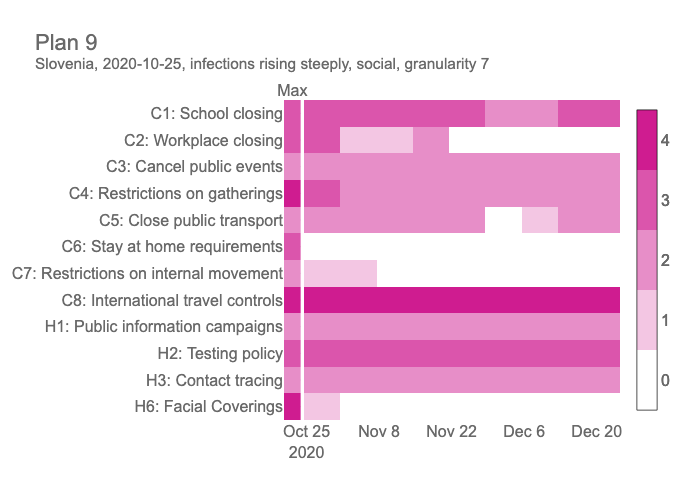 Plan 9
Slovenia, 2020-10-25, infections rising steeply, social, granularity 7
Max
C1: School closing
C2: Workplace closing
C3: Cancel public events
C4: Restrictions on gatherings
C5: Close public transport
C6: Stay at home requirements
C7: Restrictions on internal movement
C8: International travel controls
H1: Public information campaigns
H2: Testing policy
H3: Contact tracing
H6: Facial Coverings
4
3
2
1
0
Oct 25 Nov 8 Nov 22 Dec 6 Dec 20
2020